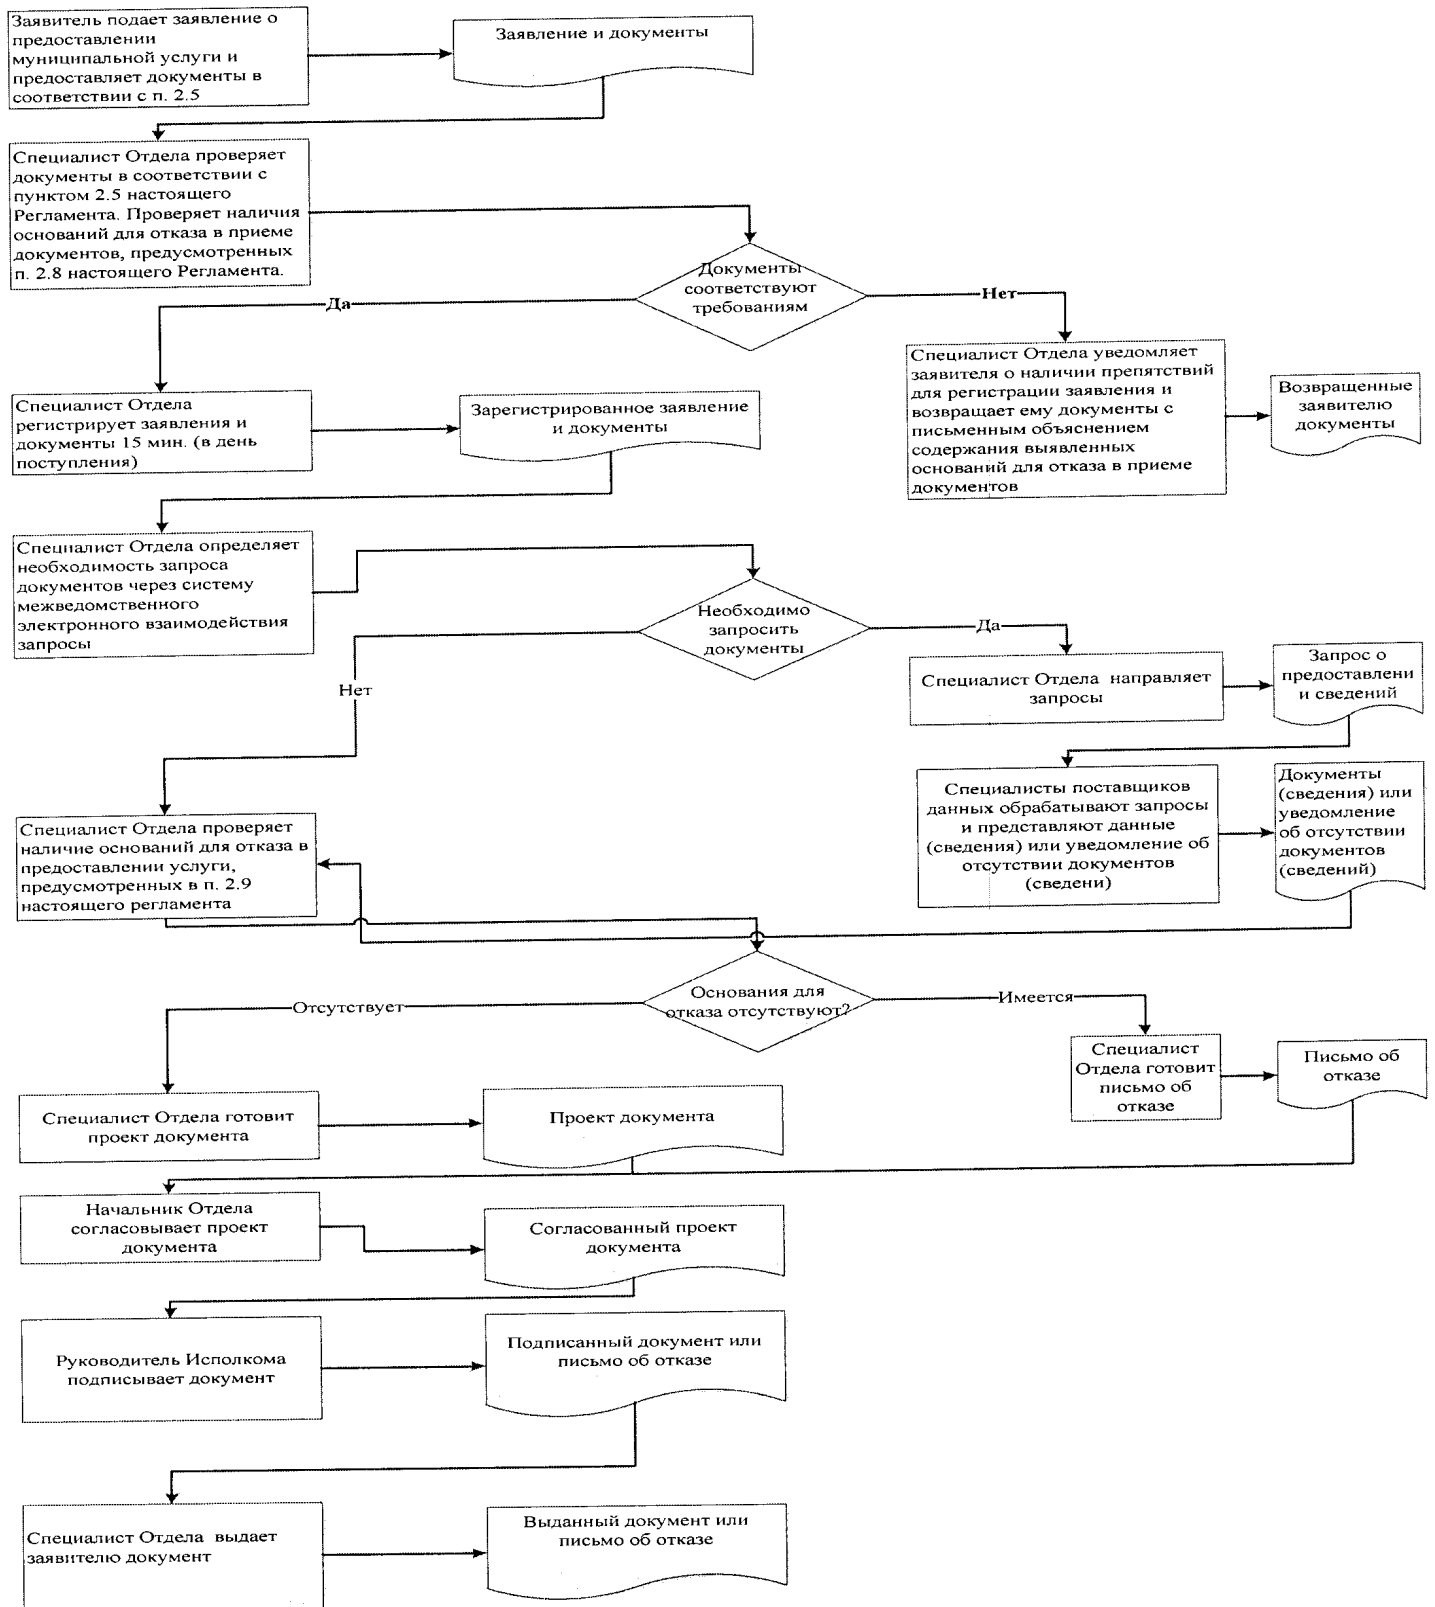 Заявитель подает заявление о
предоставлении
муниципальной услуги и
предоставляет документы в
соответствии с п. 2.5
Заявление и документы
Специалист Отдела проверяет
документы в соответствии с
пунктом 2.5 настоящего
Регламента. Проверяет наличия
оснований для отказа в приеме
документов, предусмотренных
п. 2.8 настоящего Регламента.
Документы
соответствуют
требованиям
Да
Нет
Специалист Отдела уведомляет
заявителя о наличии препятствий
для регистрации заявления и
возвращает ему документы с
письменным объяснением
содержания выявленных
оснований для отказа в приеме
документов
Возвращенные
заявителю
документы
Специалист Отдела
регистрирует заявления и
документы 15 мин. (в день
поступления)
Зарегистрированное заявление
и документы
Специалист Отдела определяет
необходимость запроса
документов через систему
межведомственного
электронного взаимодействия
запросы
Необходимо
запросить
документы
Да
Нет
Специалист Отдела  направляет
запросы
Запрос о
предоставлени
и сведений
Специалисты поставщиков
данных обрабатывают запросы
и представляют данные
(сведения) или уведомление об
отсутствии документов
(сведени)
Документы
(сведения) или
уведомление
об отсутствии
документов
(сведений)
Специалист Отдела проверяет
наличие оснований для отказа в
предоставлении услуги,
предусмотренных в п. 2.9
настоящего регламента
Основания для
отказа отсутствуют?
Отсутствует
Имеется
Специалист
Отдела готовит
письмо об
отказе
Письмо об
отказе
Специалист Отдела готовит
проект документа
Проект документа
Начальник Отдела
согласовывает проект
документа
Согласованный проект
документа
Руководитель Исполкома
подписывает документ
Подписанный документ или
письмо об отказе
Специалист Отдела  выдает
заявителю документ
Выданный документ или
письмо об отказе